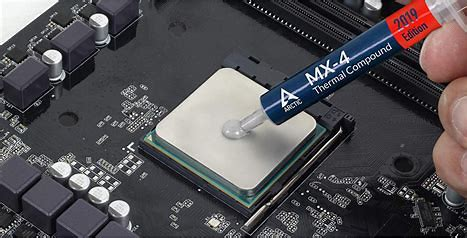 2019
Edition
MX-4
Thermal Compound
ARCTIC